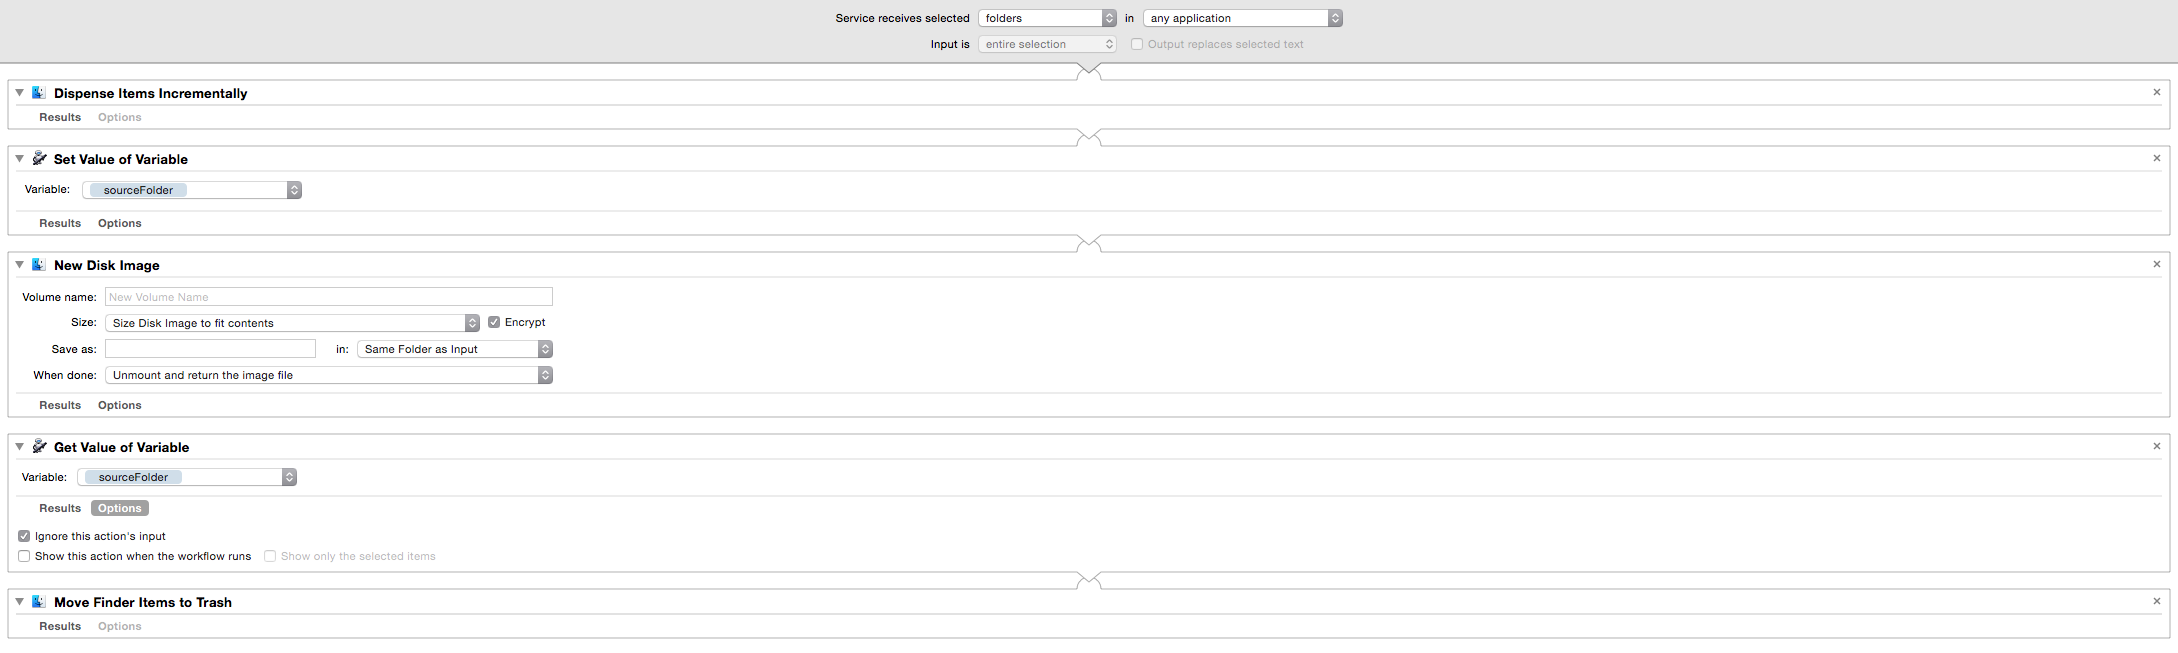 Service receives selected folders in any application
Input is entire selection Output replaces selected text
Dispense Items Incrementally
Results Options
Set Value of Variable
Variable: sourceFolder
Results Options
New Disk Image
Volume name: New Volume Name
Size: Size Disk Image to fit contents Encrypt
Save as: in: Same Folder as Input
When done: Unmount and return the image file
Results Options
Get Value of Variable
Variable: sourceFolder
Results Options
Ignore this action's input
Show this action when the workflow runs Show only the selected items
Move Finder Items to Trash
Results Options